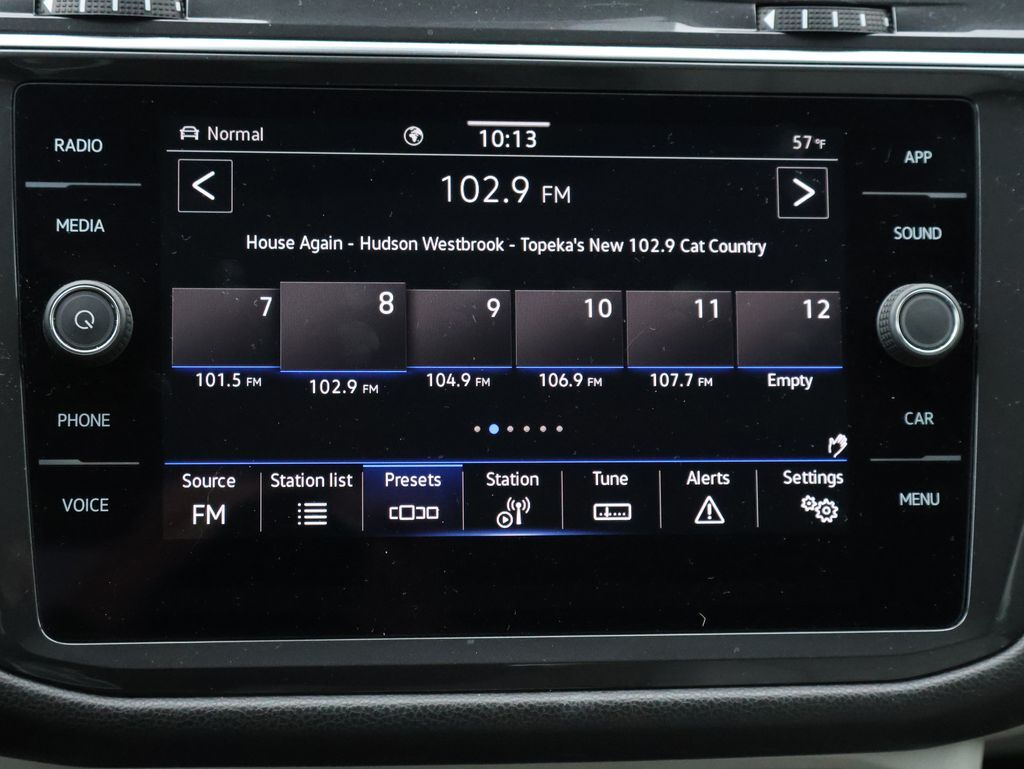 RADIO
MEDIA
PHONE
VOICE
Normal
10:13
57°F
102.9 FM
House Again - Hudson Westbrook - Topeka's New 102.9 Cat Country
7 8 9 10 11 12
101.5 FM 102.9 FM 104.9 FM 106.9 FM 107.7 FM Empty
Source Station list Presets Station Tune Alerts Settings
FM
APP
SOUND
CAR
MENU